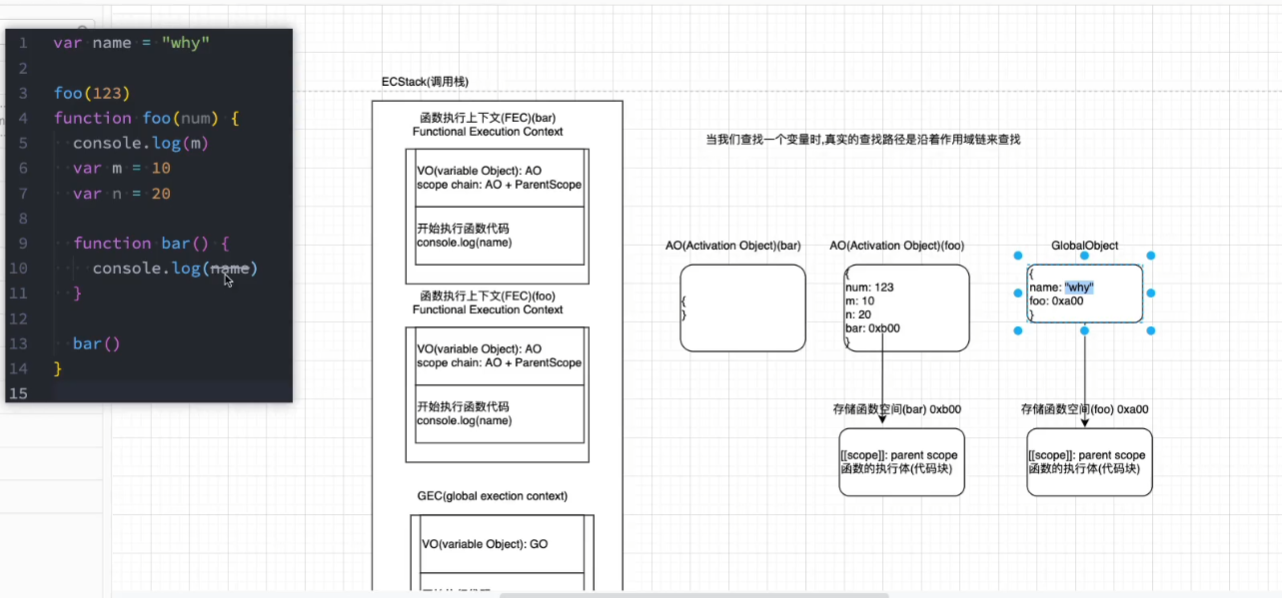 1 var name = "why"
2
3 foo(123)
4 function foo(num) {
5 console.log(m)
6 var m = 10
7 var n = 20
8
9 function bar() {
10 console.log(name)
11 }
12
13 bar()
14 }
15
ECStack(调用栈)
函数执行上下文(FEC)(bar)
Functional Execution Context
VO(variable Object): AO
scope chain: AO + ParentScope
开始执行函数代码
console.log(name)
函数执行上下文(FEC)(foo)
Functional Execution Context
VO(variable Object): AO
scope chain: AO + ParentScope
开始执行函数代码
console.log(name)
GEC(global exection context)
VO(variable Object): GO
当我们查找一个变量时,真实的查找路径是沿着作用域链来查找
AO(Activation Object)(bar)
{
}
AO(Activation Object)(foo)
{
num: 123
m: 10
n: 20
bar: 0xb00
}
GlobalObject
{
name: "why"
foo: 0xa00
}
存储函数空间(bar) 0xb00
[[scope]]: parent scope
函数的执行体(代码块)
存储函数空间(foo) 0xa00
[[scope]]: parent scope
函数的执行体(代码块)